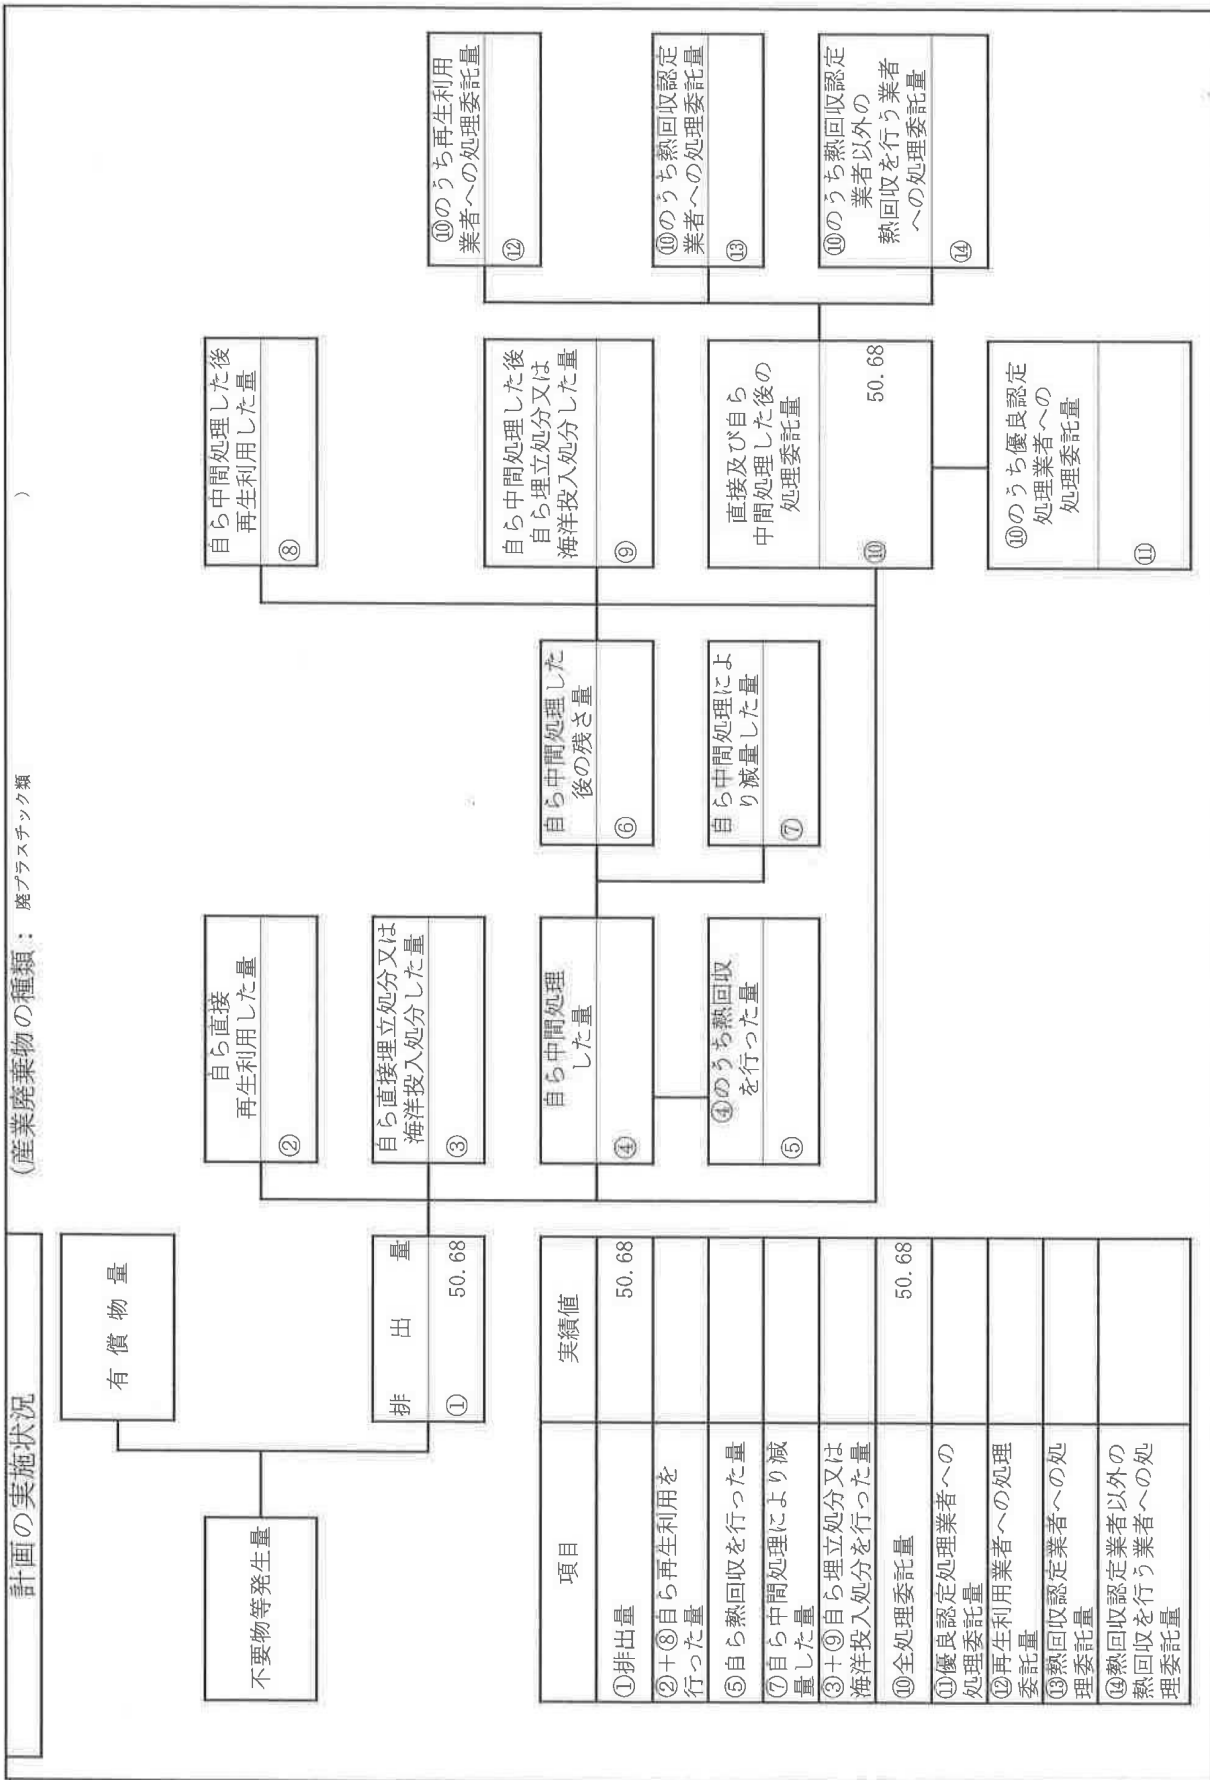 計画の実施状況
(産業廃棄物の種類： 廃プラスチック類 )
有 償 物 量
不要物等発生量
排 出 量
① 50.68
自ら直接
再生利用した量
②
自ら直接埋立処分又は
海洋投入処分した量
③
自ら中間処理
した量
④
④のうち熱回収
を行った量
⑤
自ら中間処理した
後の残さ量
⑥
自ら中間処理によ
り減量した量
⑦
自ら中間処理した後
再生利用した量
⑧
自ら中間処理した後
自ら埋立処分又は
海洋投入処分した量
⑨
直接及び自ら
中間処理した後の
処理委託量
⑩ 50.68
⑩のうち優良認定
処理業者への
処理委託量
⑪
⑩のうち再生利用
業者への処理委託量
⑫
⑩のうち熱回収認定
業者への処理委託量
⑬
⑩のうち熱回収認定
業者以外の
熱回収を行う業者
への処理委託量
⑭
項目 実績値
①排出量 50.68
②＋⑧自ら再生利用を
行った量
⑤自ら熱回収を行った量
⑦自ら中間処理により減
量した量
③＋⑨自ら埋立処分又は
海洋投入処分を行った量
⑩全処理委託量 50.68
⑪優良認定処理業者への
処理委託量
⑫再生利用業者への処理
委託量
⑬熱回収認定業者への処
理委託量
⑭熱回収認定業者以外の
熱回収を行う業者への処
理委託量